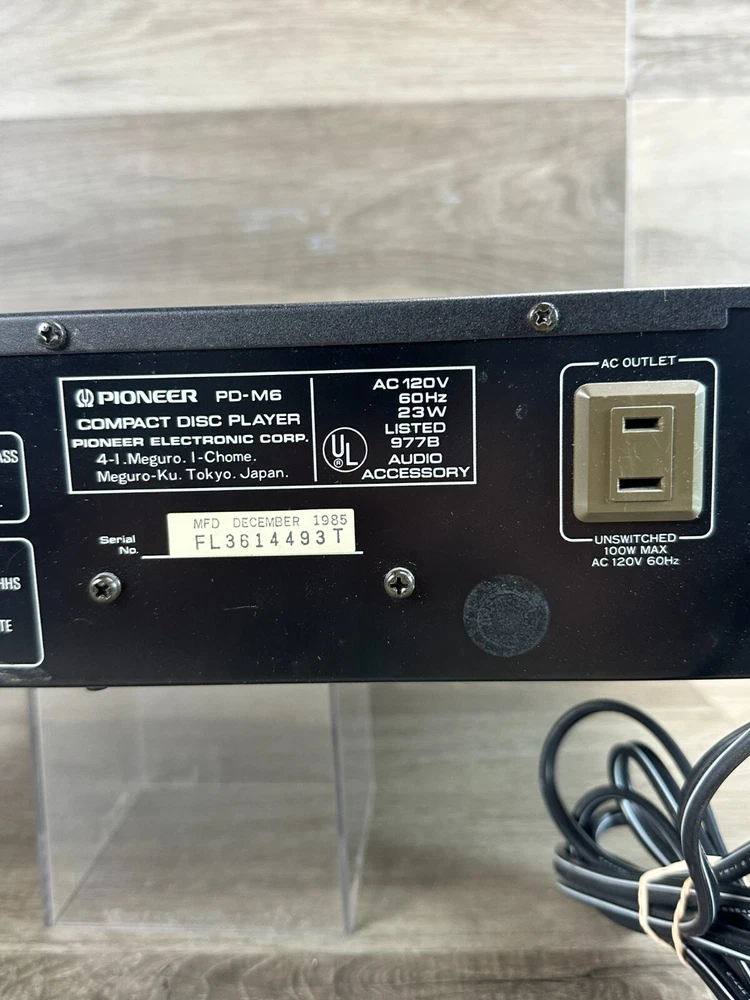 PIONEER PD-M6
COMPACT DISC PLAYER
PIONEER ELECTRONIC CORP.
4-1.Meguro. 1-Chome.
Meguro-Ku. Tokyo. Japan.
UL
®
AC 120V
60Hz
23W
LISTED
977B
AUDIO
ACCESSORY
AC OUTLET
UNSWITCHED
100W MAX
AC 120V 60Hz
Serial
No.
MFD DECEMBER 1985
FL3614493T
ASS
HHS
TE